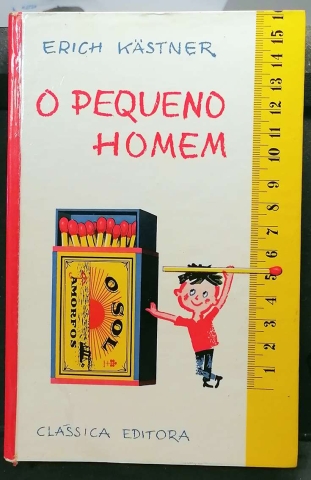 ERICH KÄSTNER
O PEQUENO
HOMEM
O SOL
AMORFOS
CLÁSSICA EDITORA
16
15
14
13
12
11
10
9
8
7
6
5
4
3
2
1